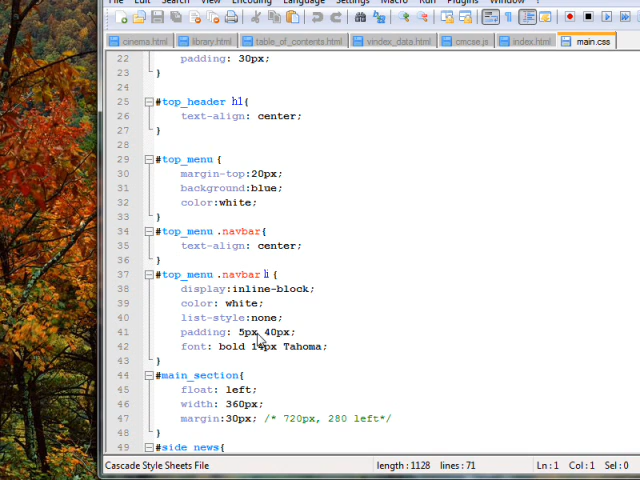 File Edit Search View Encoding Language Settings Macro Run Plugins Window ?
cinema.html library.html table_of_contents.html vindex_data.html cmcse.js index.html main.css
22 padding: 30px;
23 }
24
25 #top_header h1{
26 text-align: center;
27 }
28
29 #top_menu {
30 margin-top:20px;
31 background:blue;
32 color:white;
33 }
34 #top_menu .navbar{
35 text-align: center;
36 }
37 #top_menu .navbar li {
38 display:inline-block;
39 color: white;
40 list-style:none;
41 padding: 5px 40px;
42 font: bold 14px Tahoma;
43 }
44 #main_section{
45 float: left;
46 width: 360px;
47 margin:30px; /* 720px, 280 left*/
48 }
49 #side_news{
Cascade Style Sheets File length : 1128 lines : 71 Ln : 1 Col : 1 Sel : 0